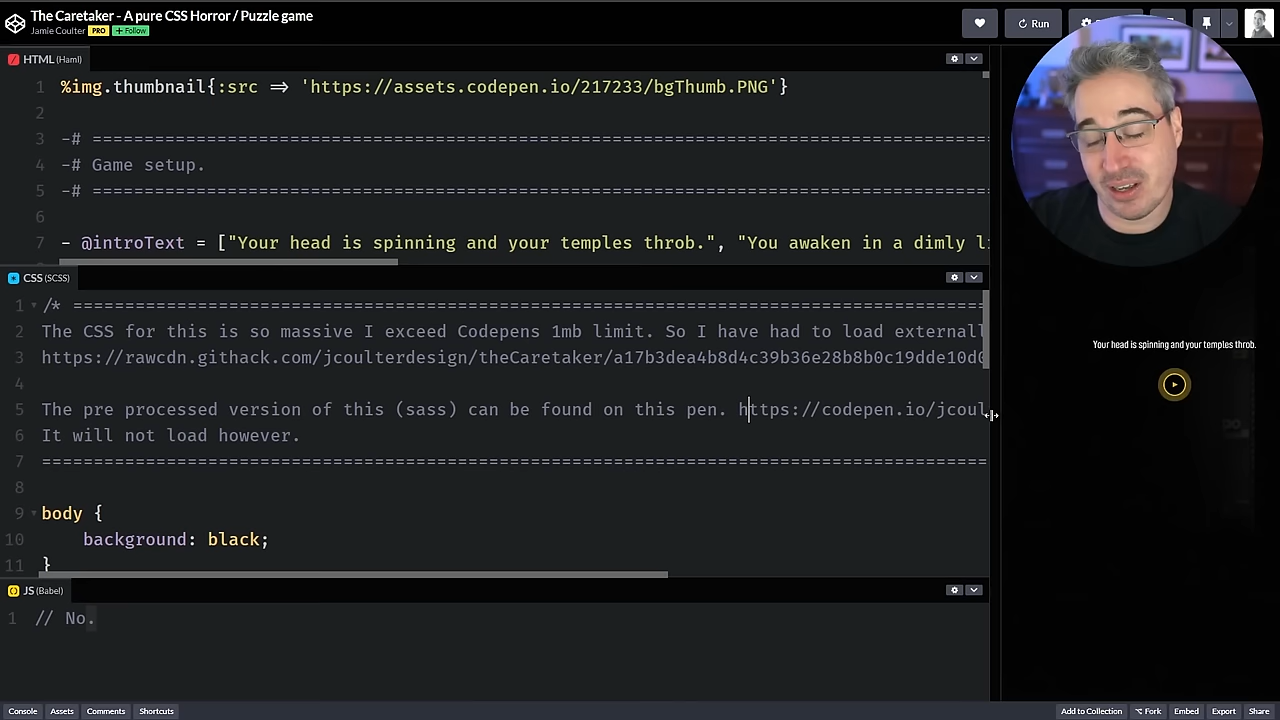 The Caretaker - A pure CSS Horror / Puzzle game
Jamie Coulter PRO + Follow
Run
HTML (Haml)
1 %img.thumbnail{:src => 'https://assets.codepen.io/217233/bgThumb.PNG'}
2
3 -# ========================================================================================
4 -# Game setup.
5 -# ========================================================================================
6
7 - @introText = ["Your head is spinning and your temples throb.", "You awaken in a dimly li
CSS (SCSS)
1 /* ========================================================================================
2 The CSS for this is so massive I exceed Codepens 1mb limit. So I have had to load externall
3 https://rawcdn.githack.com/jcoulterdesign/theCaretaker/a17b3dea4b8d4c39b36e28b8b0c19dde10d0
4
5 The pre processed version of this (sass) can be found on this pen. https://codepen.io/jcoul
6 It will not load however.
7 ===========================================================================================
8
9 body {
10 background: black;
11 }
Your head is spinning and your temples throb.
JS (Babel)
1 // No.
Console Assets Comments Shortcuts
Add to Collection Fork Embed Export Share